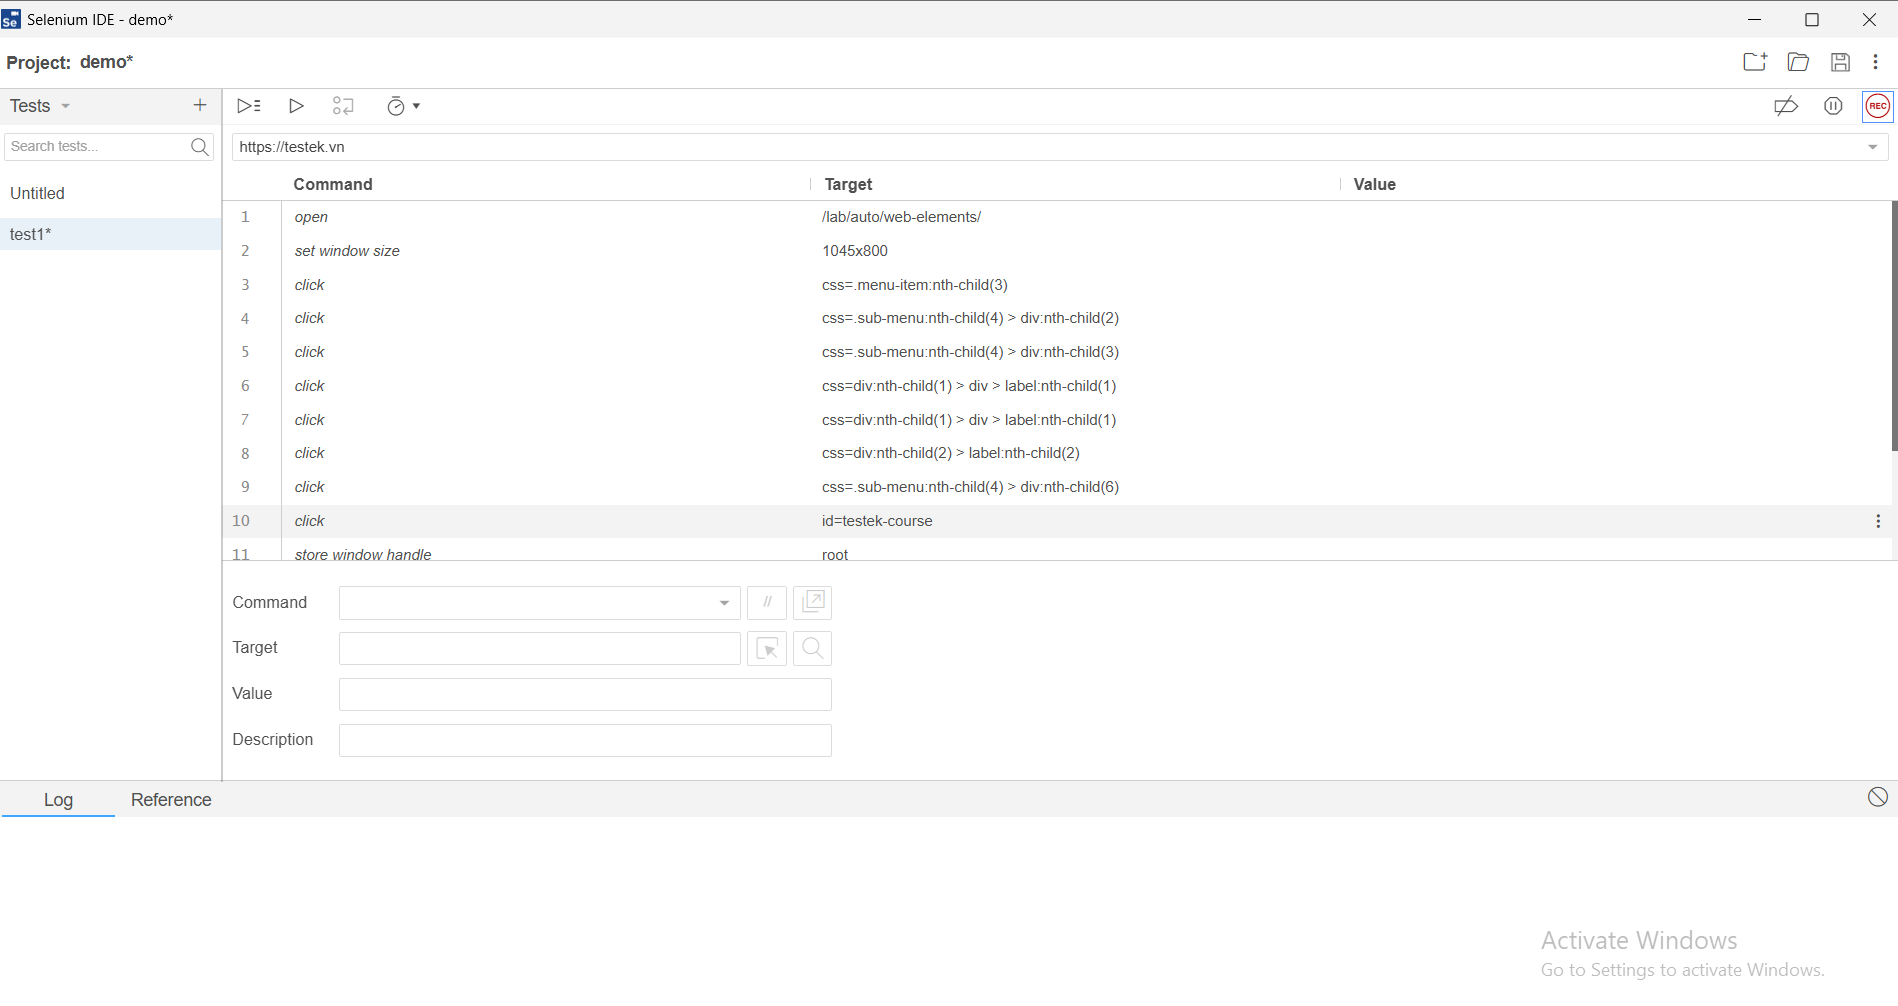 Se Selenium IDE - demo*
Project: demo*
Tests
Search tests...
Untitled
test1*
REC
https://testek.vn
Command Target Value
1 open /lab/auto/web-elements/
2 set window size 1045x800
3 click css=.menu-item:nth-child(3)
4 click css=.sub-menu:nth-child(4) > div:nth-child(2)
5 click css=.sub-menu:nth-child(4) > div:nth-child(3)
6 click css=div:nth-child(1) > div > label:nth-child(1)
7 click css=div:nth-child(1) > div > label:nth-child(1)
8 click css=div:nth-child(2) > label:nth-child(2)
9 click css=.sub-menu:nth-child(4) > div:nth-child(6)
10 click id=testek-course
11 store window handle root
Command //
Target
Value
Description
Log Reference
Activate Windows
Go to Settings to activate Windows.